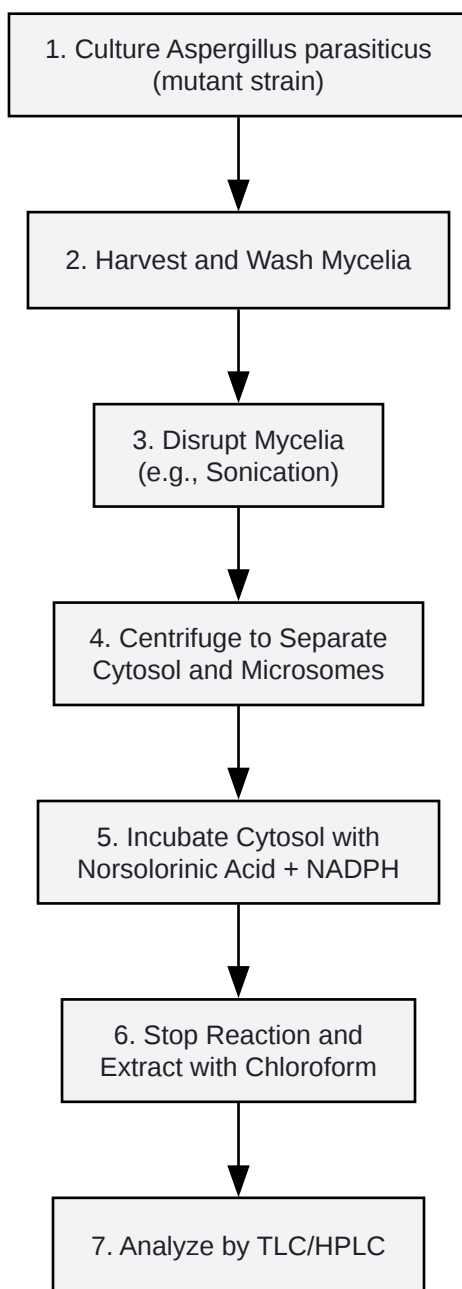 1. Culture Aspergillus parasiticus
(mutant strain)
2. Harvest and Wash Mycelia
3. Disrupt Mycelia
(e.g., Sonication)
4. Centrifuge to Separate
Cytosol and Microsomes
5. Incubate Cytosol with
Norsolorinic Acid + NADPH
6. Stop Reaction and
Extract with Chloroform
7. Analyze by TLC/HPLC